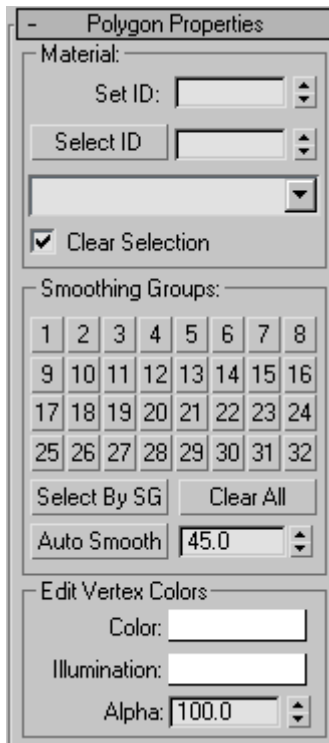 - Polygon Properties
Material:
Set ID:
Select ID
Clear Selection
Smoothing Groups:
1 2 3 4 5 6 7 8
9 10 11 12 13 14 15 16
17 18 19 20 21 22 23 24
25 26 27 28 29 30 31 32
Select By SG Clear All
Auto Smooth 45.0
Edit Vertex Colors
Color:
Illumination:
Alpha: 100.0